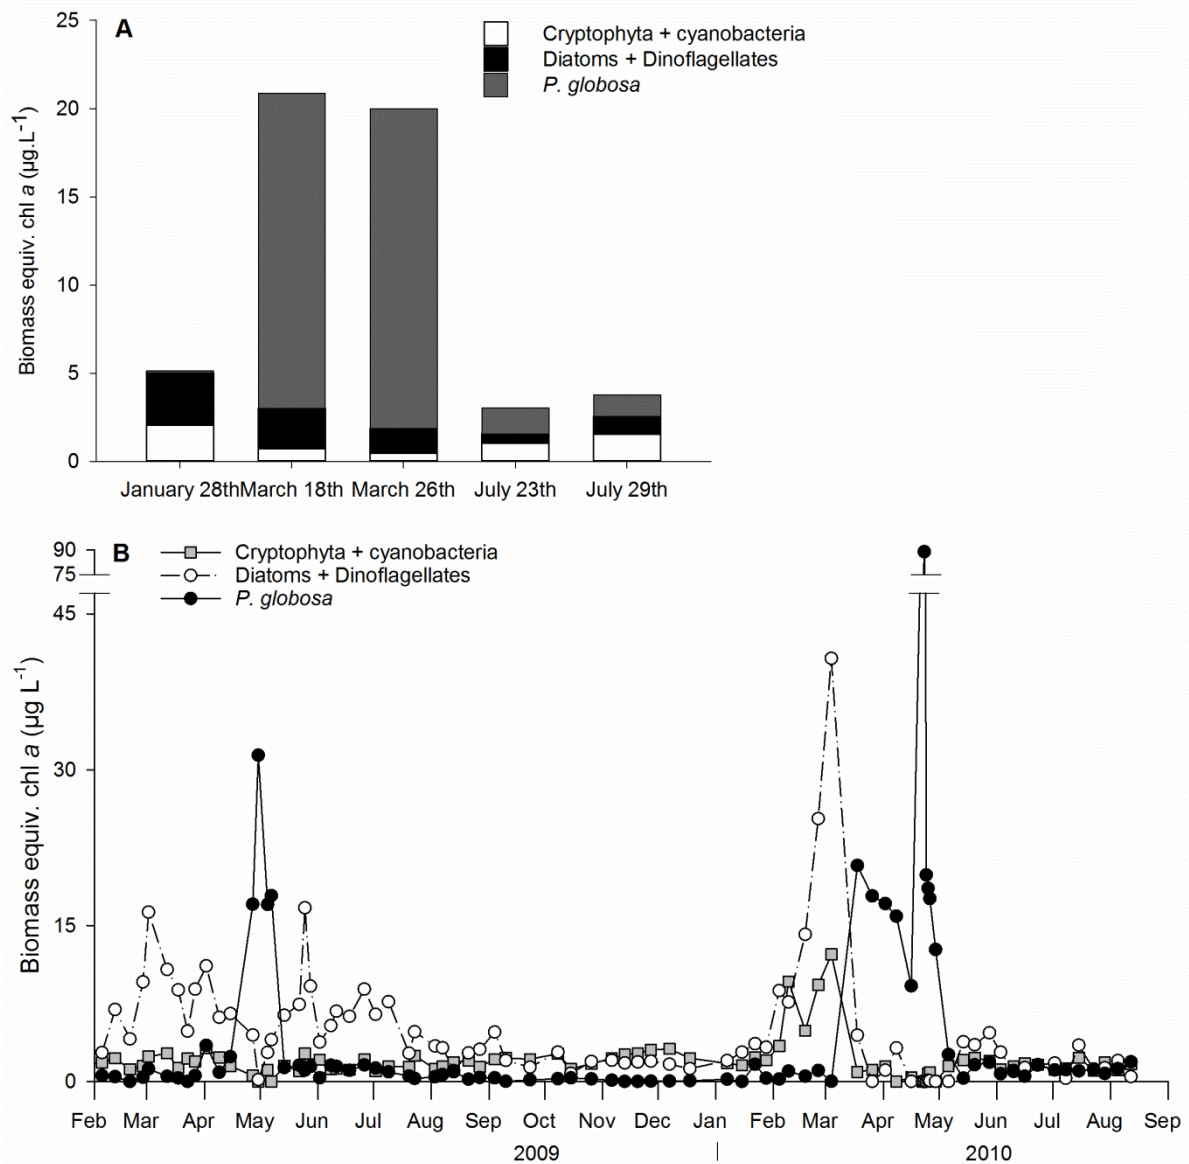 A
Cryptophyta + cyanobacteria
Diatoms + Dinoflagellates
P. globosa
Biomass equiv. chl a (µg.L⁻¹)
25
20
15
10
5
0
January 28th March 18th March 26th July 23th July 29th
B
Cryptophyta + cyanobacteria
Diatoms + Dinoflagellates
P. globosa
Biomass equiv. chl a (µg L⁻¹)
90
75
45
30
15
0
Feb Mar Apr May Jun Jul Aug Sep Oct Nov Dec Jan Feb Mar Apr May Jun Jul Aug Sep
2009 2010